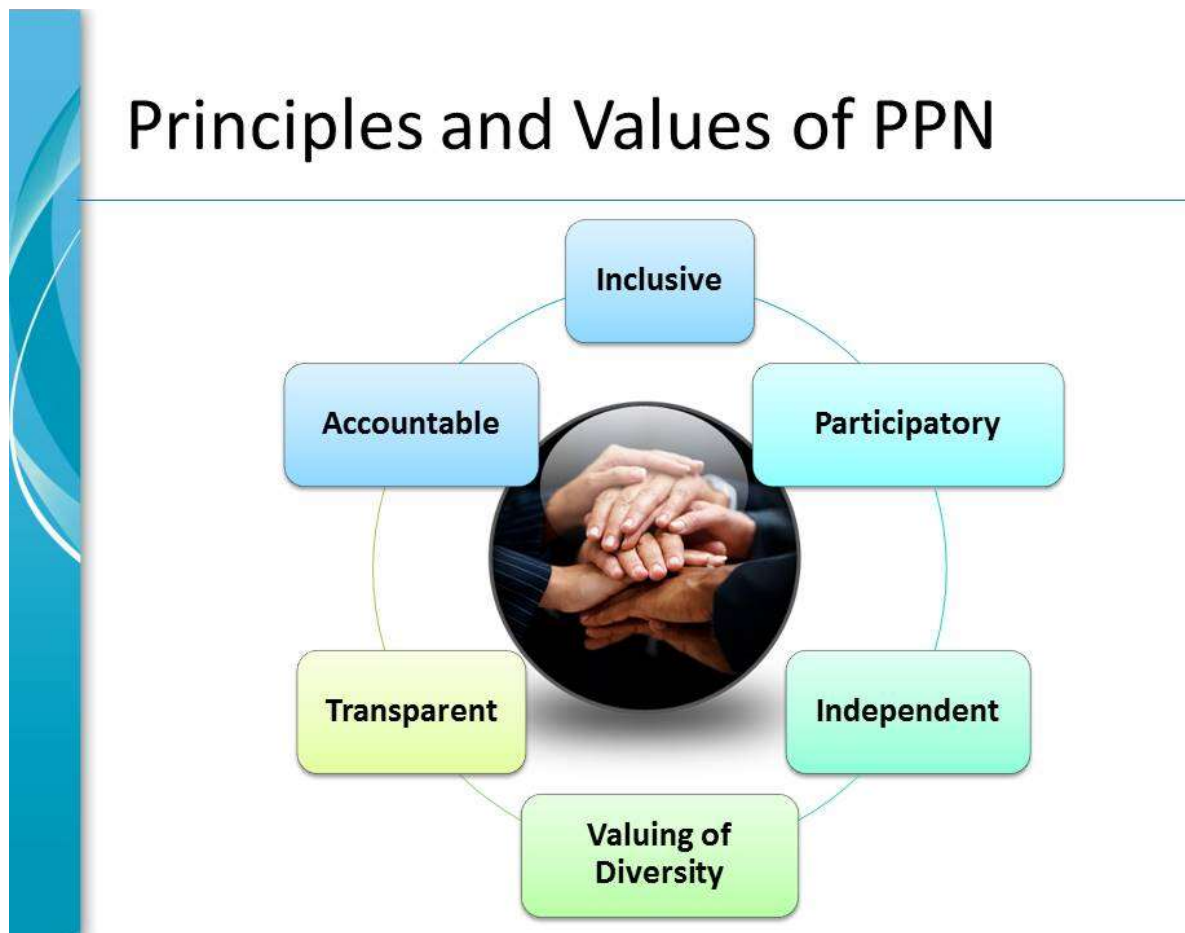 Principles and Values of PPN
Inclusive
Participatory
Independent
Valuing of
Diversity
Transparent
Accountable